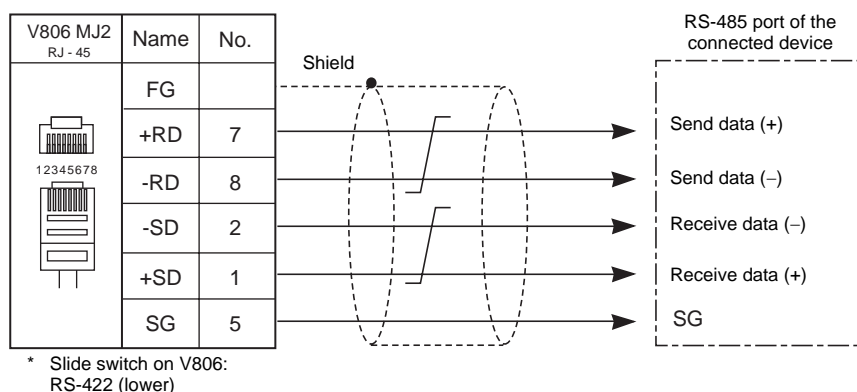 V806 MJ2
RJ - 45
Name
No.
RS-485 port of the
connected device
Shield
FG
+RD
7
Send data (+)
12345678
-RD
8
Send data (−)
-SD
2
Receive data (−)
+SD
1
Receive data (+)
SG
5
SG
* Slide switch on V806:
RS-422 (lower)